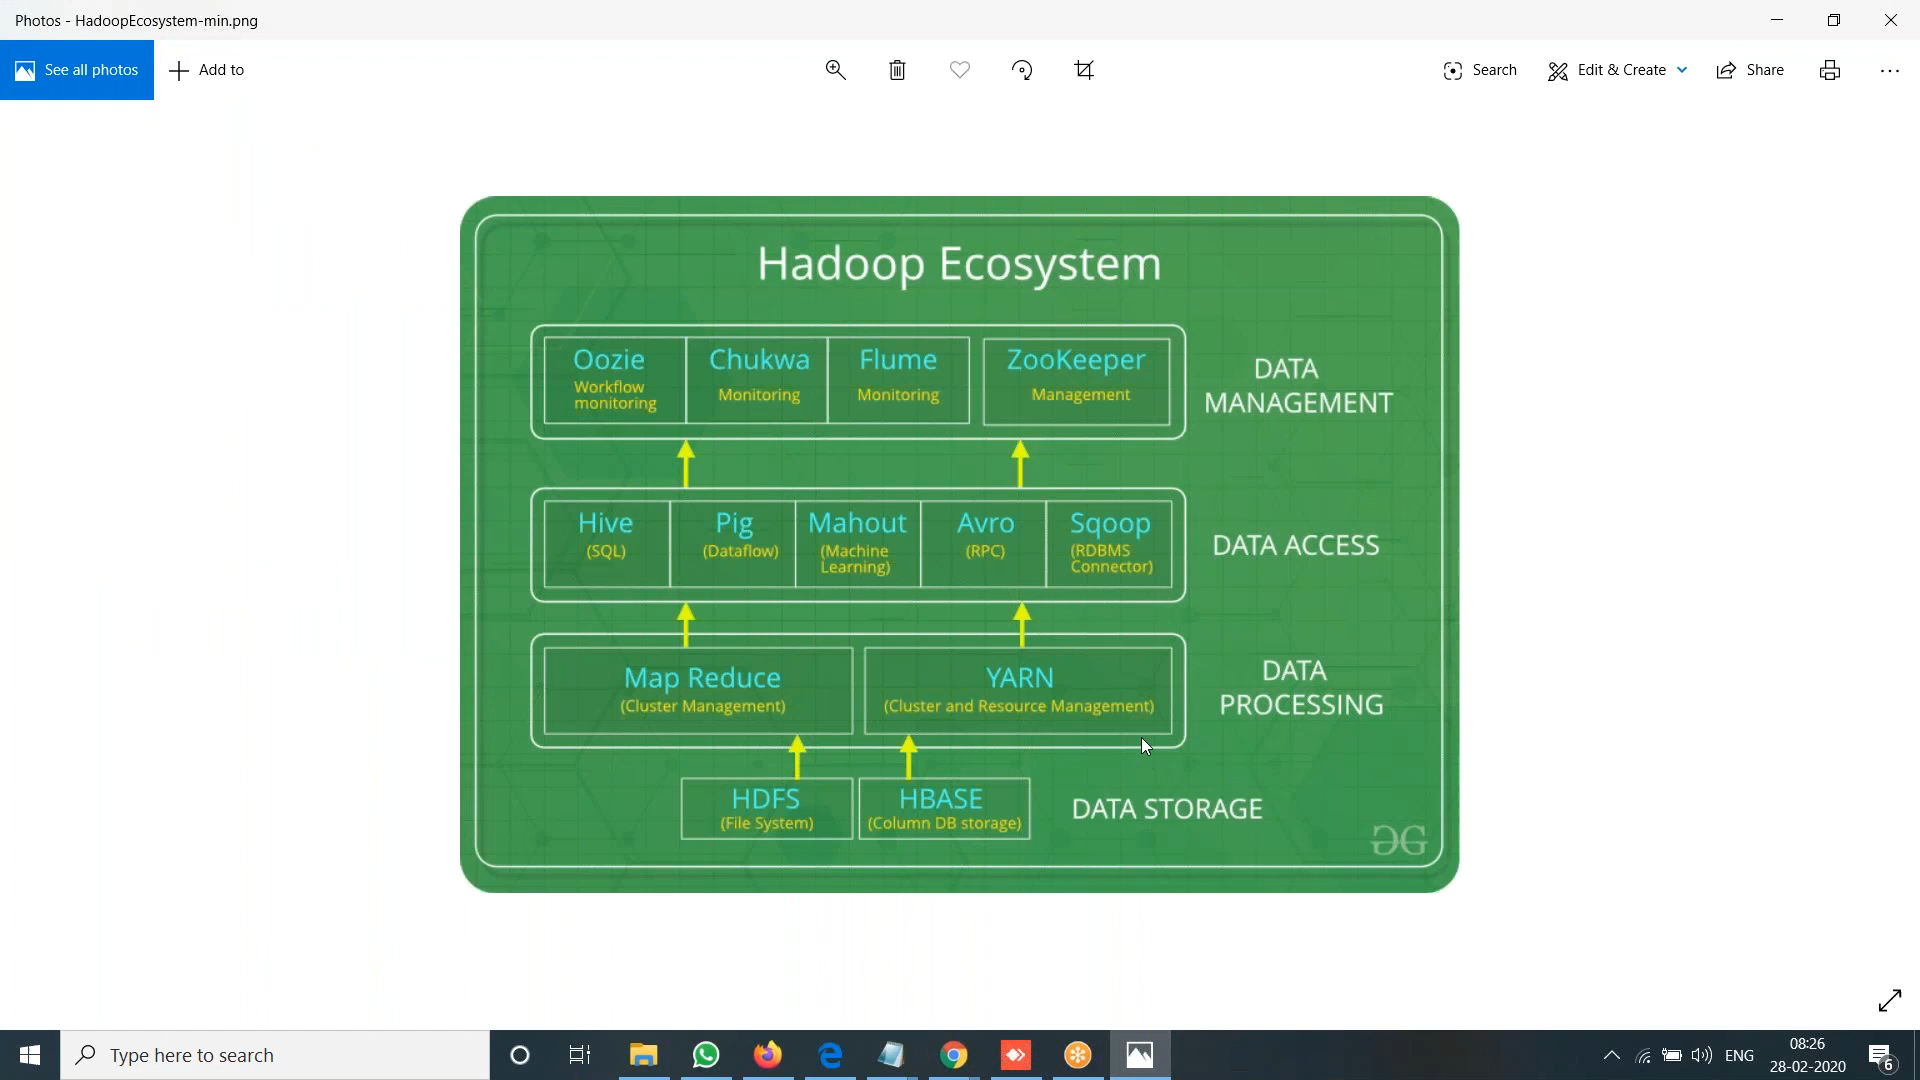 Photos - HadoopEcosystem-min.png
See all photos
Add to
Search
Edit & Create
Share
Hadoop Ecosystem
Oozie
Workflow
monitoring
Chukwa
Monitoring
Flume
Monitoring
ZooKeeper
Management
DATA
MANAGEMENT
Hive
(SQL)
Pig
(Dataflow)
Mahout
(Machine
Learning)
Avro
(RPC)
Sqoop
(RDBMS
Connector)
DATA ACCESS
Map Reduce
(Cluster Management)
YARN
(Cluster and Resource Management)
DATA
PROCESSING
HDFS
(File System)
HBASE
(Column DB storage)
DATA STORAGE
Type here to search
ENG
08:26
28-02-2020
6